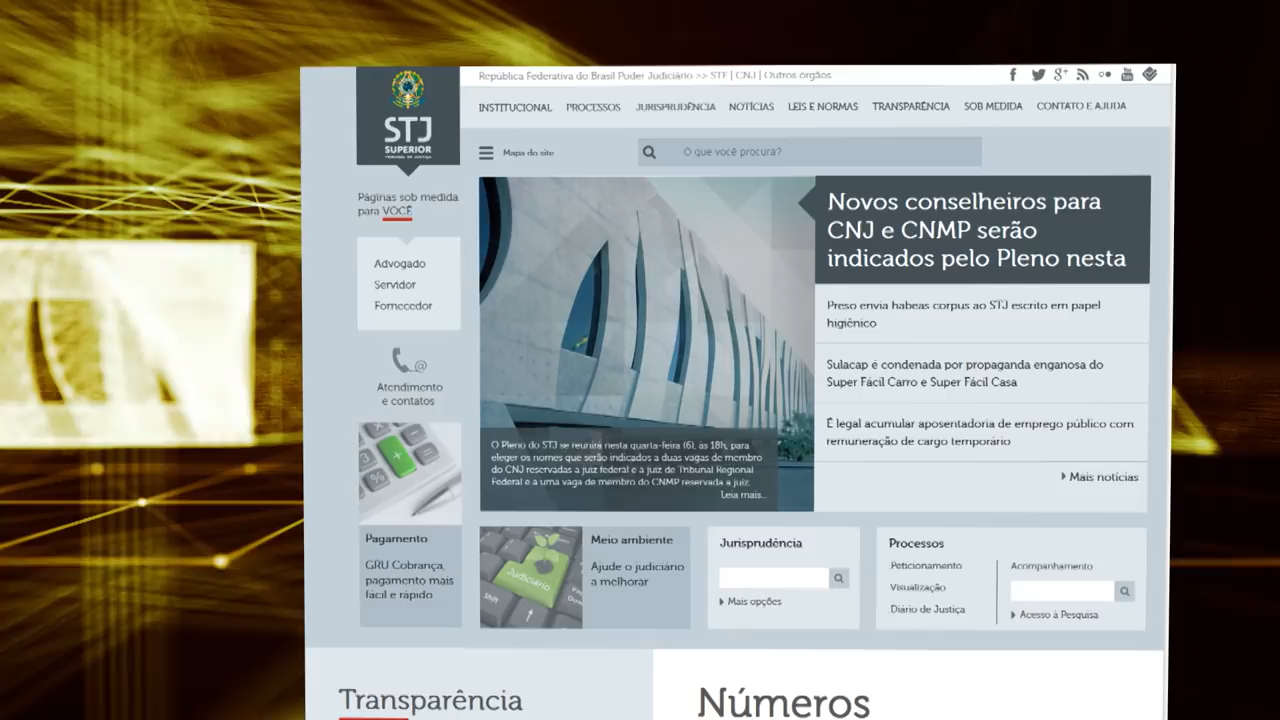 República Federativa do Brasil Poder Judiciário >> STF | CNJ | Outros órgãos
STJ
SUPERIOR
TRIBUNAL DE JUSTIÇA
INSTITUCIONAL PROCESSOS JURISPRUDÊNCIA NOTÍCIAS LEIS E NORMAS TRANSPARÊNCIA SOB MEDIDA CONTATO E AJUDA
Mapa do site
O que você procura?
Páginas sob medida
para VOCÊ
Advogado
Servidor
Fornecedor
Atendimento
e contatos
Pagamento
GRU Cobrança,
pagamento mais
fácil e rápido
O Pleno do STJ se reunirá nesta quarta-feira (6), às 18h, para
eleger os nomes que serão indicados a duas vagas de membro
do CNJ reservadas a juiz federal e a juiz de Tribunal Regional
Federal e a uma vaga de membro do CNMP reservada a juiz.
Leia mais...
Novos conselheiros para
CNJ e CNMP serão
indicados pelo Pleno nesta
Preso envia habeas corpus ao STJ escrito em papel
higiênico
Sulacap é condenada por propaganda enganosa do
Super Fácil Carro e Super Fácil Casa
É legal acumular aposentadoria de emprego público com
remuneração de cargo temporário
Mais notícias
Judiciário
Shift
Meio ambiente
Ajude o judiciário
a melhorar
Jurisprudência
Mais opções
Processos
Peticionamento
Visualização
Diário de Justiça
Acompanhamento
Acesso à Pesquisa
Transparência
Números